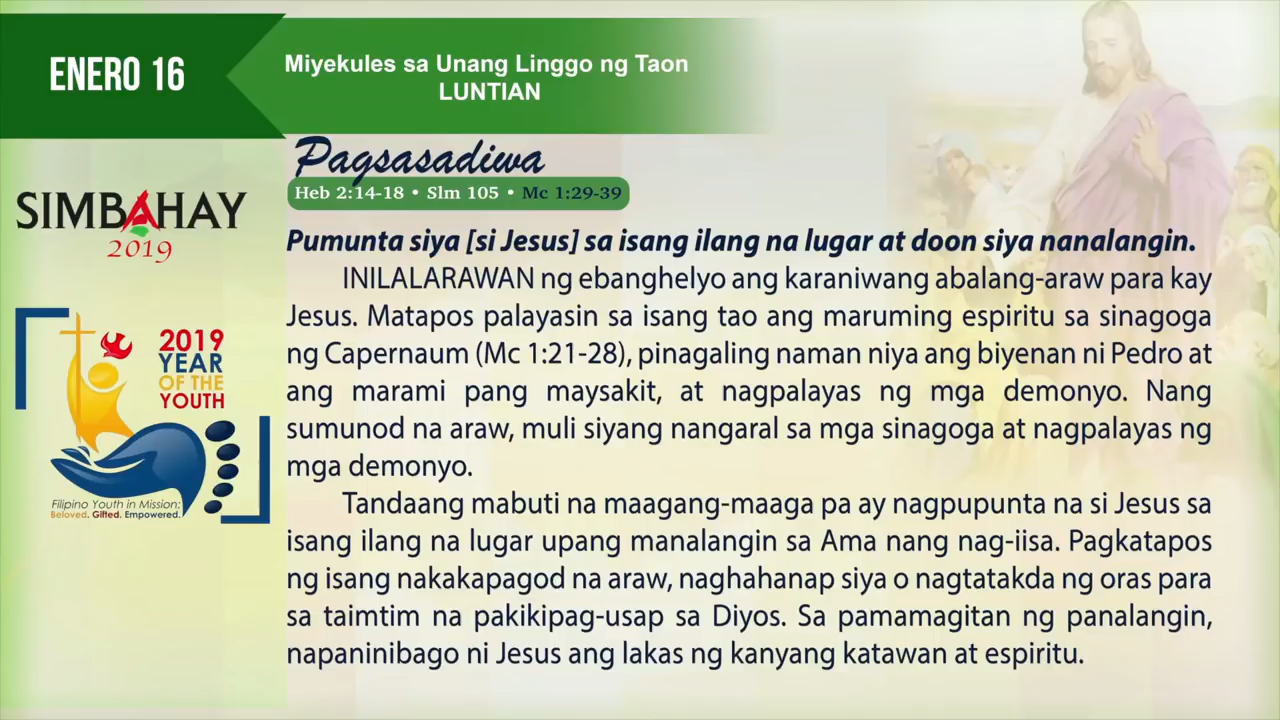 ENERO 16
Miyekules sa Unang Linggo ng Taon
LUNTIAN
Pagsasadiwa
Heb 2:14-18 • Slm 105 • Mc 1:29-39
SIMBAHAY
2019
2019
YEAR
OF THE
YOUTH
Filipino Youth in Mission:
Beloved. Gifted. Empowered.
Pumunta siya [si Jesus] sa isang ilang na lugar at doon siya nanalangin.
INILALARAWAN ng ebanghelyo ang karaniwang abalang-araw para kay
Jesus. Matapos palayasin sa isang tao ang maruming espiritu sa sinagoga
ng Capernaum (Mc 1:21-28), pinagaling naman niya ang biyenan ni Pedro at
ang marami pang maysakit, at nagpalayas ng mga demonyo. Nang
sumunod na araw, muli siyang nangaral sa mga sinagoga at nagpalayas ng
mga demonyo.
Tandaang mabuti na maagang-maaga pa ay nagpupunta na si Jesus sa
isang ilang na lugar upang manalangin sa Ama nang nag-iisa. Pagkatapos
ng isang nakakapagod na araw, naghahanap siya o nagtatakda ng oras para
sa taimtim na pakikipag-usap sa Diyos. Sa pamamagitan ng panalangin,
napaninibago ni Jesus ang lakas ng kanyang katawan at espiritu.